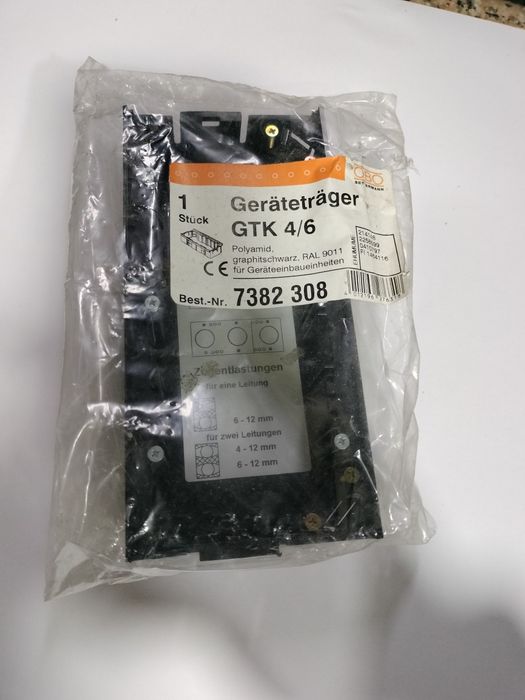 OBO
BETTERMANN
1
Stück
Geräteträger
GTK 4/6
Polyamid,
graphitschwarz, RAL 9011
für Geräteeinbaueinheiten
CE
Best.-Nr. 7382 308
Zugentlastungen
für eine Leitung
6 - 12 mm
für zwei Leitungen
4 - 12 mm
6 - 12 mm